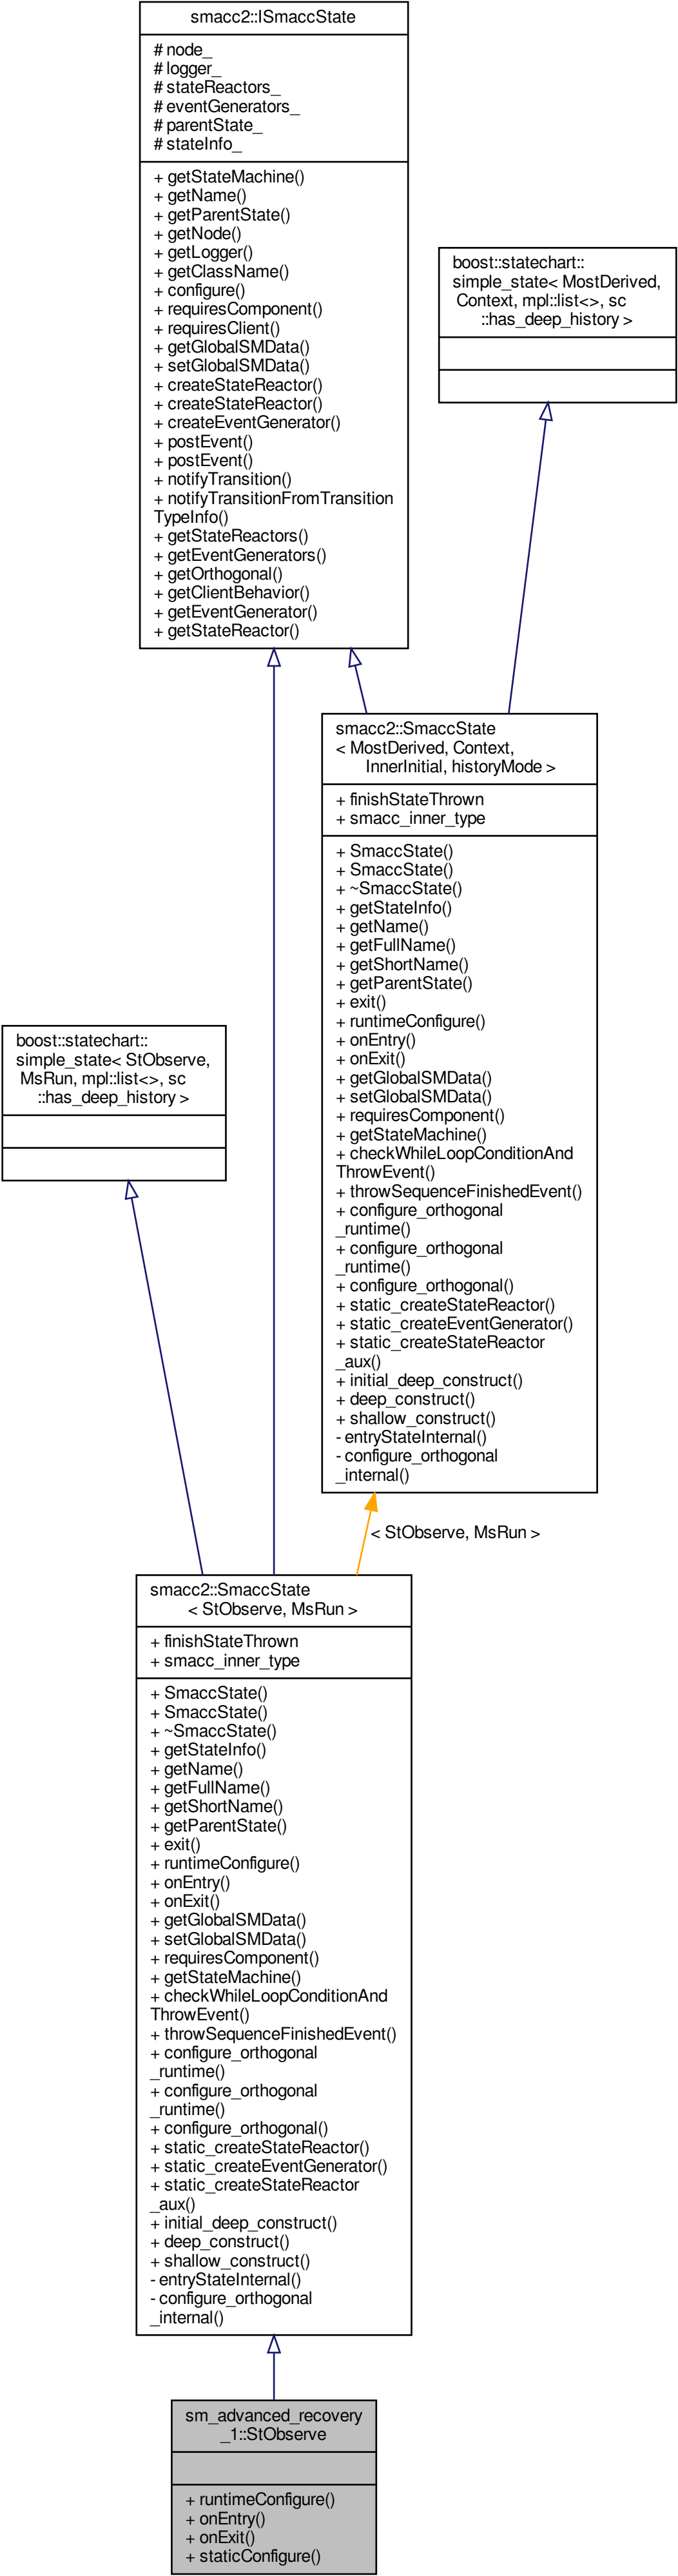 smacc2::ISmaccState
# node_
# logger_
# stateReactors_
# eventGenerators_
# parentState_
# stateInfo_
+ getStateMachine()
+ getName()
+ getParentState()
+ getNode()
+ getLogger()
+ getClassName()
+ configure()
+ requiresComponent()
+ requiresClient()
+ getGlobalSMData()
+ setGlobalSMData()
+ createStateReactor()
+ createStateReactor()
+ createEventGenerator()
+ postEvent()
+ postEvent()
+ notifyTransition()
+ notifyTransitionFromTransition
TypeInfo()
+ getStateReactors()
+ getEventGenerators()
+ getOrthogonal()
+ getClientBehavior()
+ getEventGenerator()
+ getStateReactor()
boost::statechart::
simple_state< MostDerived,
Context, mpl::list<>, sc
::has_deep_history >
smacc2::SmaccState
< MostDerived, Context,
InnerInitial, historyMode >
+ finishStateThrown
+ smacc_inner_type
+ SmaccState()
+ SmaccState()
+ ~SmaccState()
+ getStateInfo()
+ getName()
+ getFullName()
+ getShortName()
+ getParentState()
+ exit()
+ runtimeConfigure()
+ onEntry()
+ onExit()
+ getGlobalSMData()
+ setGlobalSMData()
+ requiresComponent()
+ getStateMachine()
+ checkWhileLoopConditionAnd
ThrowEvent()
+ throwSequenceFinishedEvent()
+ configure_orthogonal
_runtime()
+ configure_orthogonal
_runtime()
+ configure_orthogonal()
+ static_createStateReactor()
+ static_createEventGenerator()
+ static_createStateReactor
_aux()
+ initial_deep_construct()
+ deep_construct()
+ shallow_construct()
- entryStateInternal()
- configure_orthogonal
_internal()
boost::statechart::
simple_state< StObserve,
MsRun, mpl::list<>, sc
::has_deep_history >
< StObserve, MsRun >
smacc2::SmaccState
< StObserve, MsRun >
+ finishStateThrown
+ smacc_inner_type
+ SmaccState()
+ SmaccState()
+ ~SmaccState()
+ getStateInfo()
+ getName()
+ getFullName()
+ getShortName()
+ getParentState()
+ exit()
+ runtimeConfigure()
+ onEntry()
+ onExit()
+ getGlobalSMData()
+ setGlobalSMData()
+ requiresComponent()
+ getStateMachine()
+ checkWhileLoopConditionAnd
ThrowEvent()
+ throwSequenceFinishedEvent()
+ configure_orthogonal
_runtime()
+ configure_orthogonal
_runtime()
+ configure_orthogonal()
+ static_createStateReactor()
+ static_createEventGenerator()
+ static_createStateReactor
_aux()
+ initial_deep_construct()
+ deep_construct()
+ shallow_construct()
- entryStateInternal()
- configure_orthogonal
_internal()
sm_advanced_recovery
_1::StObserve
+ runtimeConfigure()
+ onEntry()
+ onExit()
+ staticConfigure()